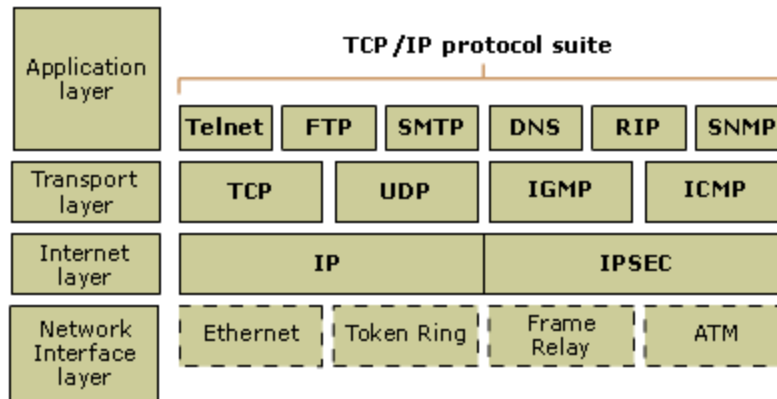 TCP/IP protocol suite
Application
layer
Telnet FTP SMTP DNS RIP SNMP
Transport
layer
TCP UDP IGMP ICMP
Internet
layer
IP IPSEC
Network
Interface
layer
Ethernet Token Ring Frame
Relay ATM